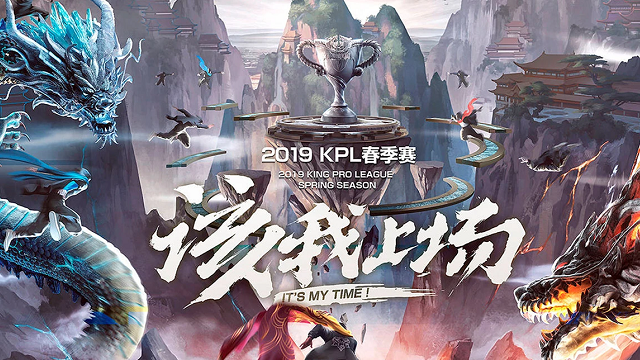 2019 KPL春季赛
2019 KING PRO LEAGUE
SPRING SEASON
该我上场
IT'S MY TIME !